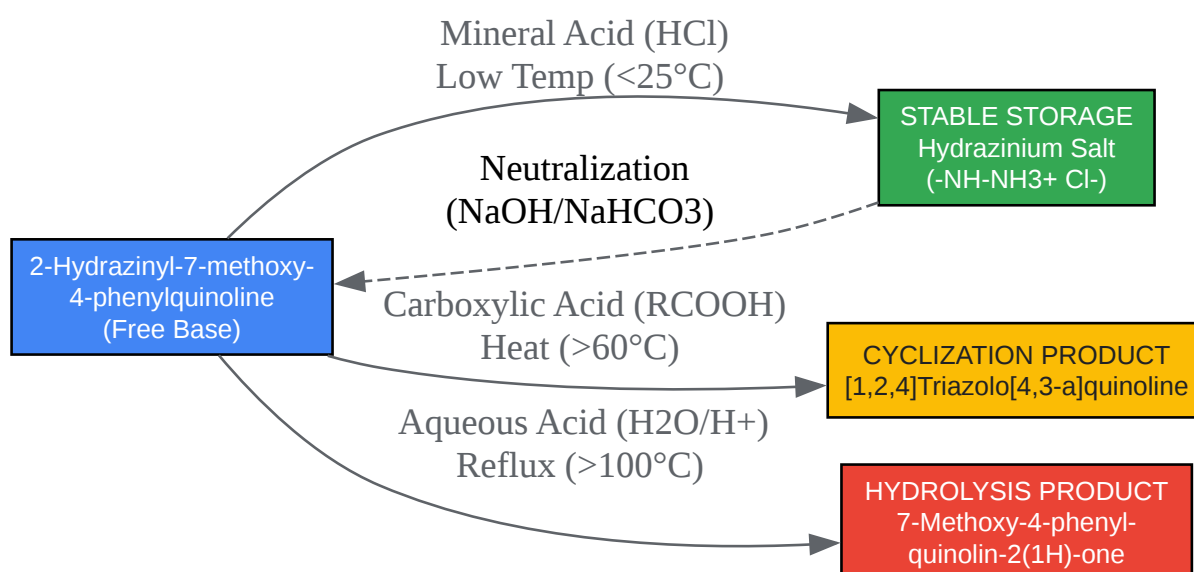 Mineral Acid (HCl)
Low Temp (<25°C)
STABLE STORAGE
Hydrazinium Salt
(-NH-NH3+ Cl-)
Neutralization
(NaOH/NaHCO3)
2-Hydrazinyl-7-methoxy-
4-phenylquinoline
(Free Base)
Carboxylic Acid (RCOOH)
Heat (>60°C)
CYCLIZATION PRODUCT
[1,2,4]Triazolo[4,3-a]quinoline
Aqueous Acid (H2O/H+)
Reflux (>100°C)
HYDROLYSIS PRODUCT
7-Methoxy-4-phenyl-
quinolin-2(1H)-one